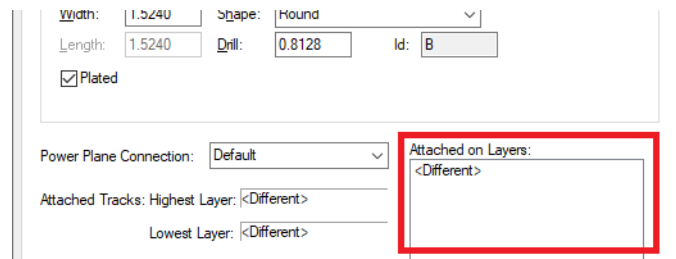 Width: 1.5240 Shape: Round
Length: 1.5240 Drill: 0.8128 Id: B
Plated
Power Plane Connection: Default
Attached on Layers:
<Different>
Attached Tracks: Highest Layer: <Different>
Lowest Layer: <Different>